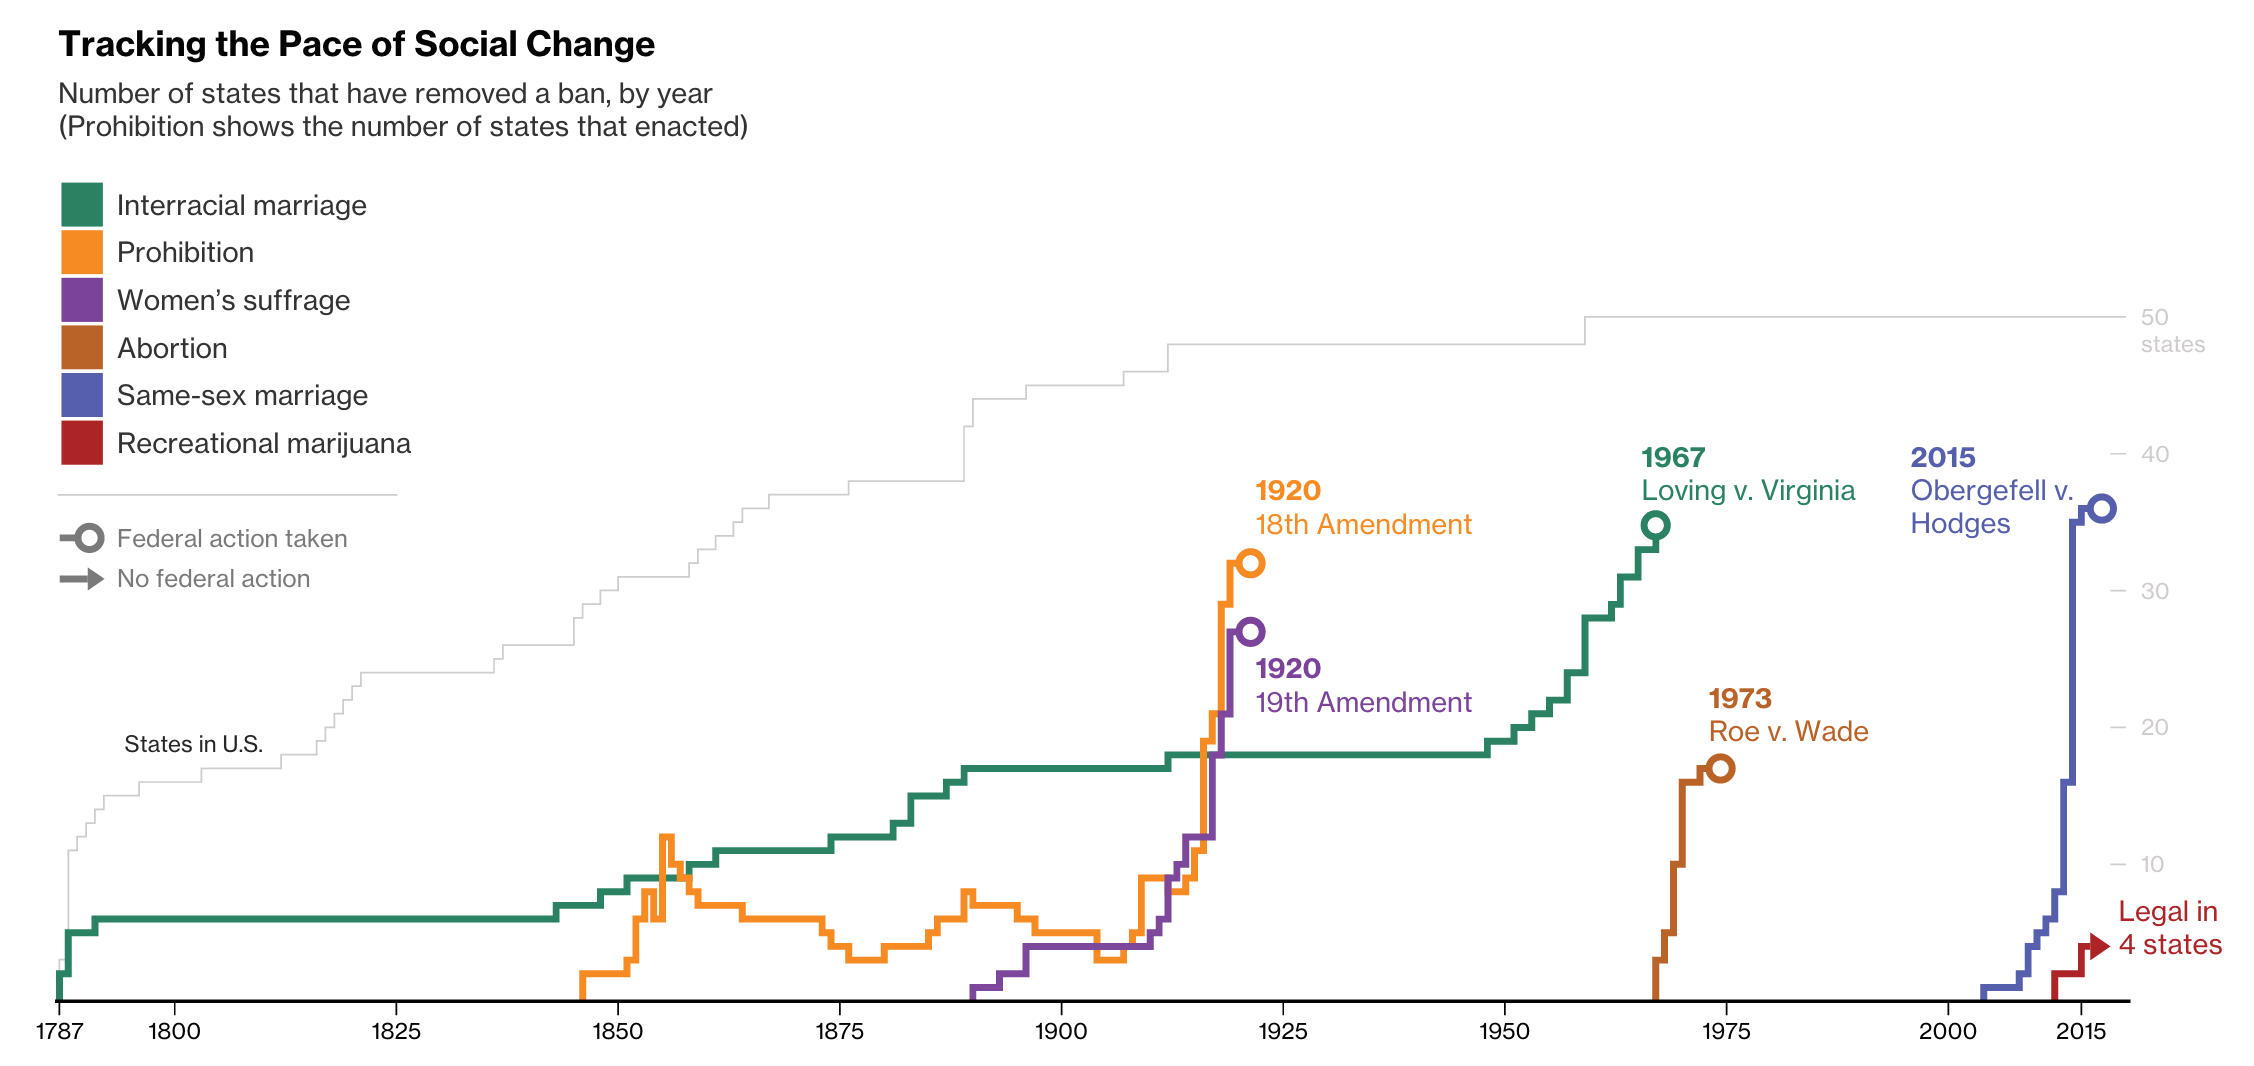 Tracking the Pace of Social Change
Number of states that have removed a ban, by year
(Prohibition shows the number of states that enacted)
Interracial marriage
Prohibition
Women’s suffrage
Abortion
Same-sex marriage
Recreational marijuana
Federal action taken
No federal action
States in U.S.
1920
18th Amendment
1920
19th Amendment
1967
Loving v. Virginia
1973
Roe v. Wade
2015
Obergefell v.
Hodges
Legal in
4 states
50
states
40
30
20
10
1787
1800
1825
1850
1875
1900
1925
1950
1975
2000
2015